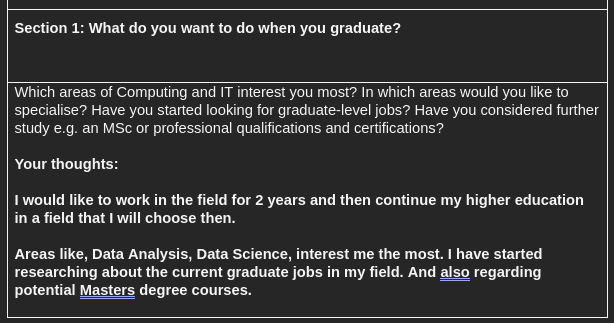 Section 1: What do you want to do when you graduate?
Which areas of Computing and IT interest you most? In which areas would you like to
specialise? Have you started looking for graduate-level jobs? Have you considered further
study e.g. an MSc or professional qualifications and certifications?
Your thoughts:
I would like to work in the field for 2 years and then continue my higher education
in a field that I will choose then.
Areas like, Data Analysis, Data Science, interest me the most. I have started
researching about the current graduate jobs in my field. And also regarding
potential Masters degree courses.